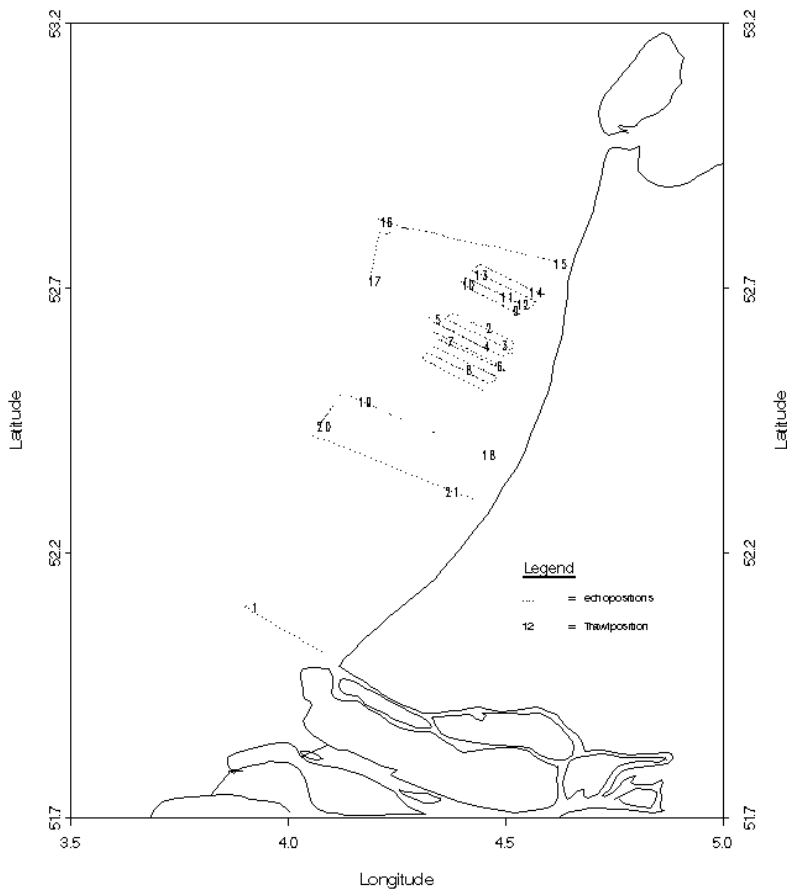 53.2 53.2
16
15
13
17 10 14
11
12
52.7 52.7
9
5 2
7 4 3
6
8
19
20
Latitude Latitude
18
21
52.2 52.2
Legend
.... = echopositions
12 = Thawlposition
1
51.7 51.7
3.5 4.0 4.5 5.0
Longitude